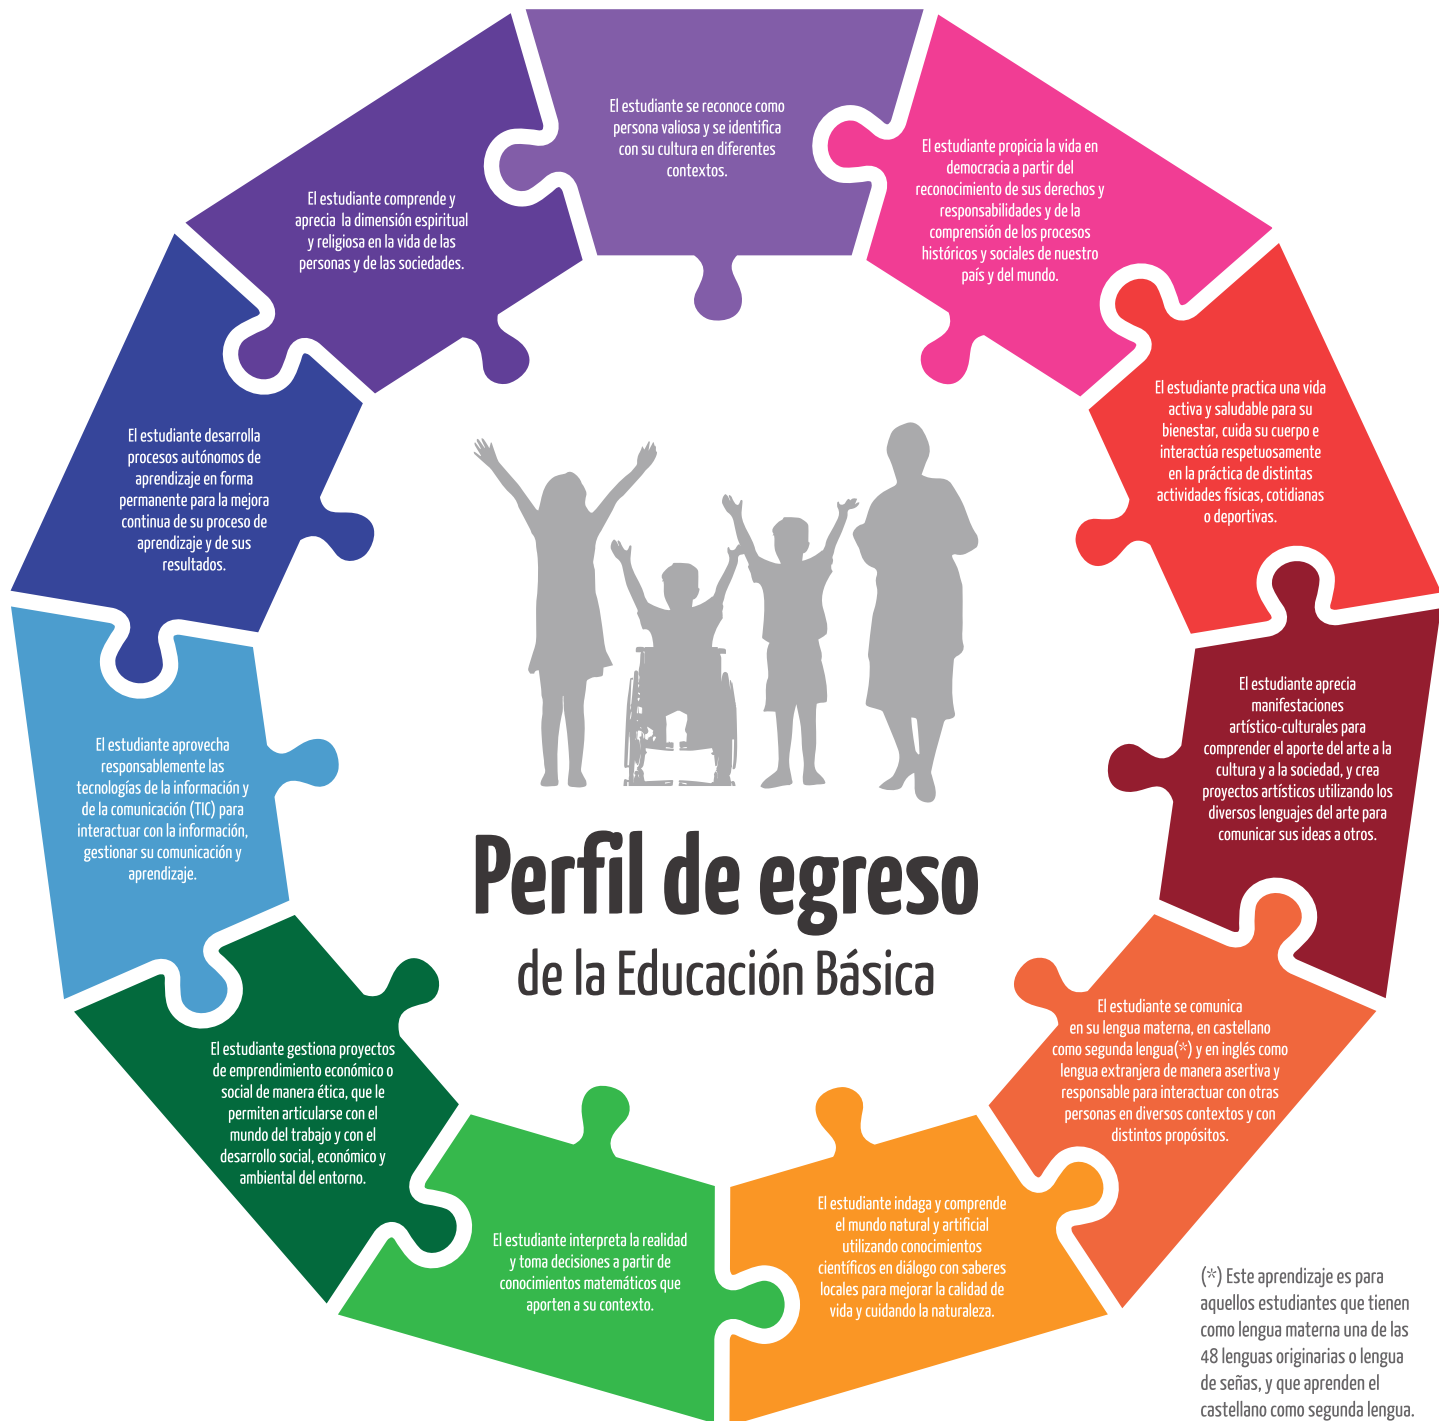 El estudiante se reconoce como
persona valiosa y se identifica
con su cultura en diferentes
contextos.
El estudiante propicia la vida en
democracia a partir del
reconocimiento de sus derechos y
responsabilidades y de la
comprensión de los procesos
históricos y sociales de nuestro
país y del mundo.
El estudiante practica una vida
activa y saludable para su
bienestar, cuida su cuerpo e
interactúa respetuosamente
en la práctica de distintas
actividades físicas, cotidianas
o deportivas.
El estudiante aprecia
manifestaciones
artístico-culturales para
comprender el aporte del arte a la
cultura y a la sociedad, y crea
proyectos artísticos utilizando los
diversos lenguajes del arte para
comunicar sus ideas a otros.
El estudiante se comunica
en su lengua materna, en castellano
como segunda lengua(*) y en inglés como
lengua extranjera de manera asertiva y
responsable para interactuar con otras
personas en diversos contextos y con
distintos propósitos.
El estudiante indaga y comprende
el mundo natural y artificial
utilizando conocimientos
científicos en diálogo con saberes
locales para mejorar la calidad de
vida y cuidando la naturaleza.
El estudiante interpreta la realidad
y toma decisiones a partir de
conocimientos matemáticos que
aporten a su contexto.
El estudiante gestiona proyectos
de emprendimiento económico o
social de manera ética, que le
permiten articularse con el
mundo del trabajo y con el
desarrollo social, económico y
ambiental del entorno.
El estudiante aprovecha
responsablemente las
tecnologías de la información y
de la comunicación (TIC) para
interactuar con la información,
gestionar su comunicación y
aprendizaje.
El estudiante desarrolla
procesos autónomos de
aprendizaje en forma
permanente para la mejora
continua de su proceso de
aprendizaje y de sus
resultados.
El estudiante comprende y
aprecia la dimensión espiritual
y religiosa en la vida de las
personas y de las sociedades.
Perfil de egreso
de la Educación Básica
(*) Este aprendizaje es para
aquellos estudiantes que tienen
como lengua materna una de las
48 lenguas originarias o lengua
de señas, y que aprenden el
castellano como segunda lengua.